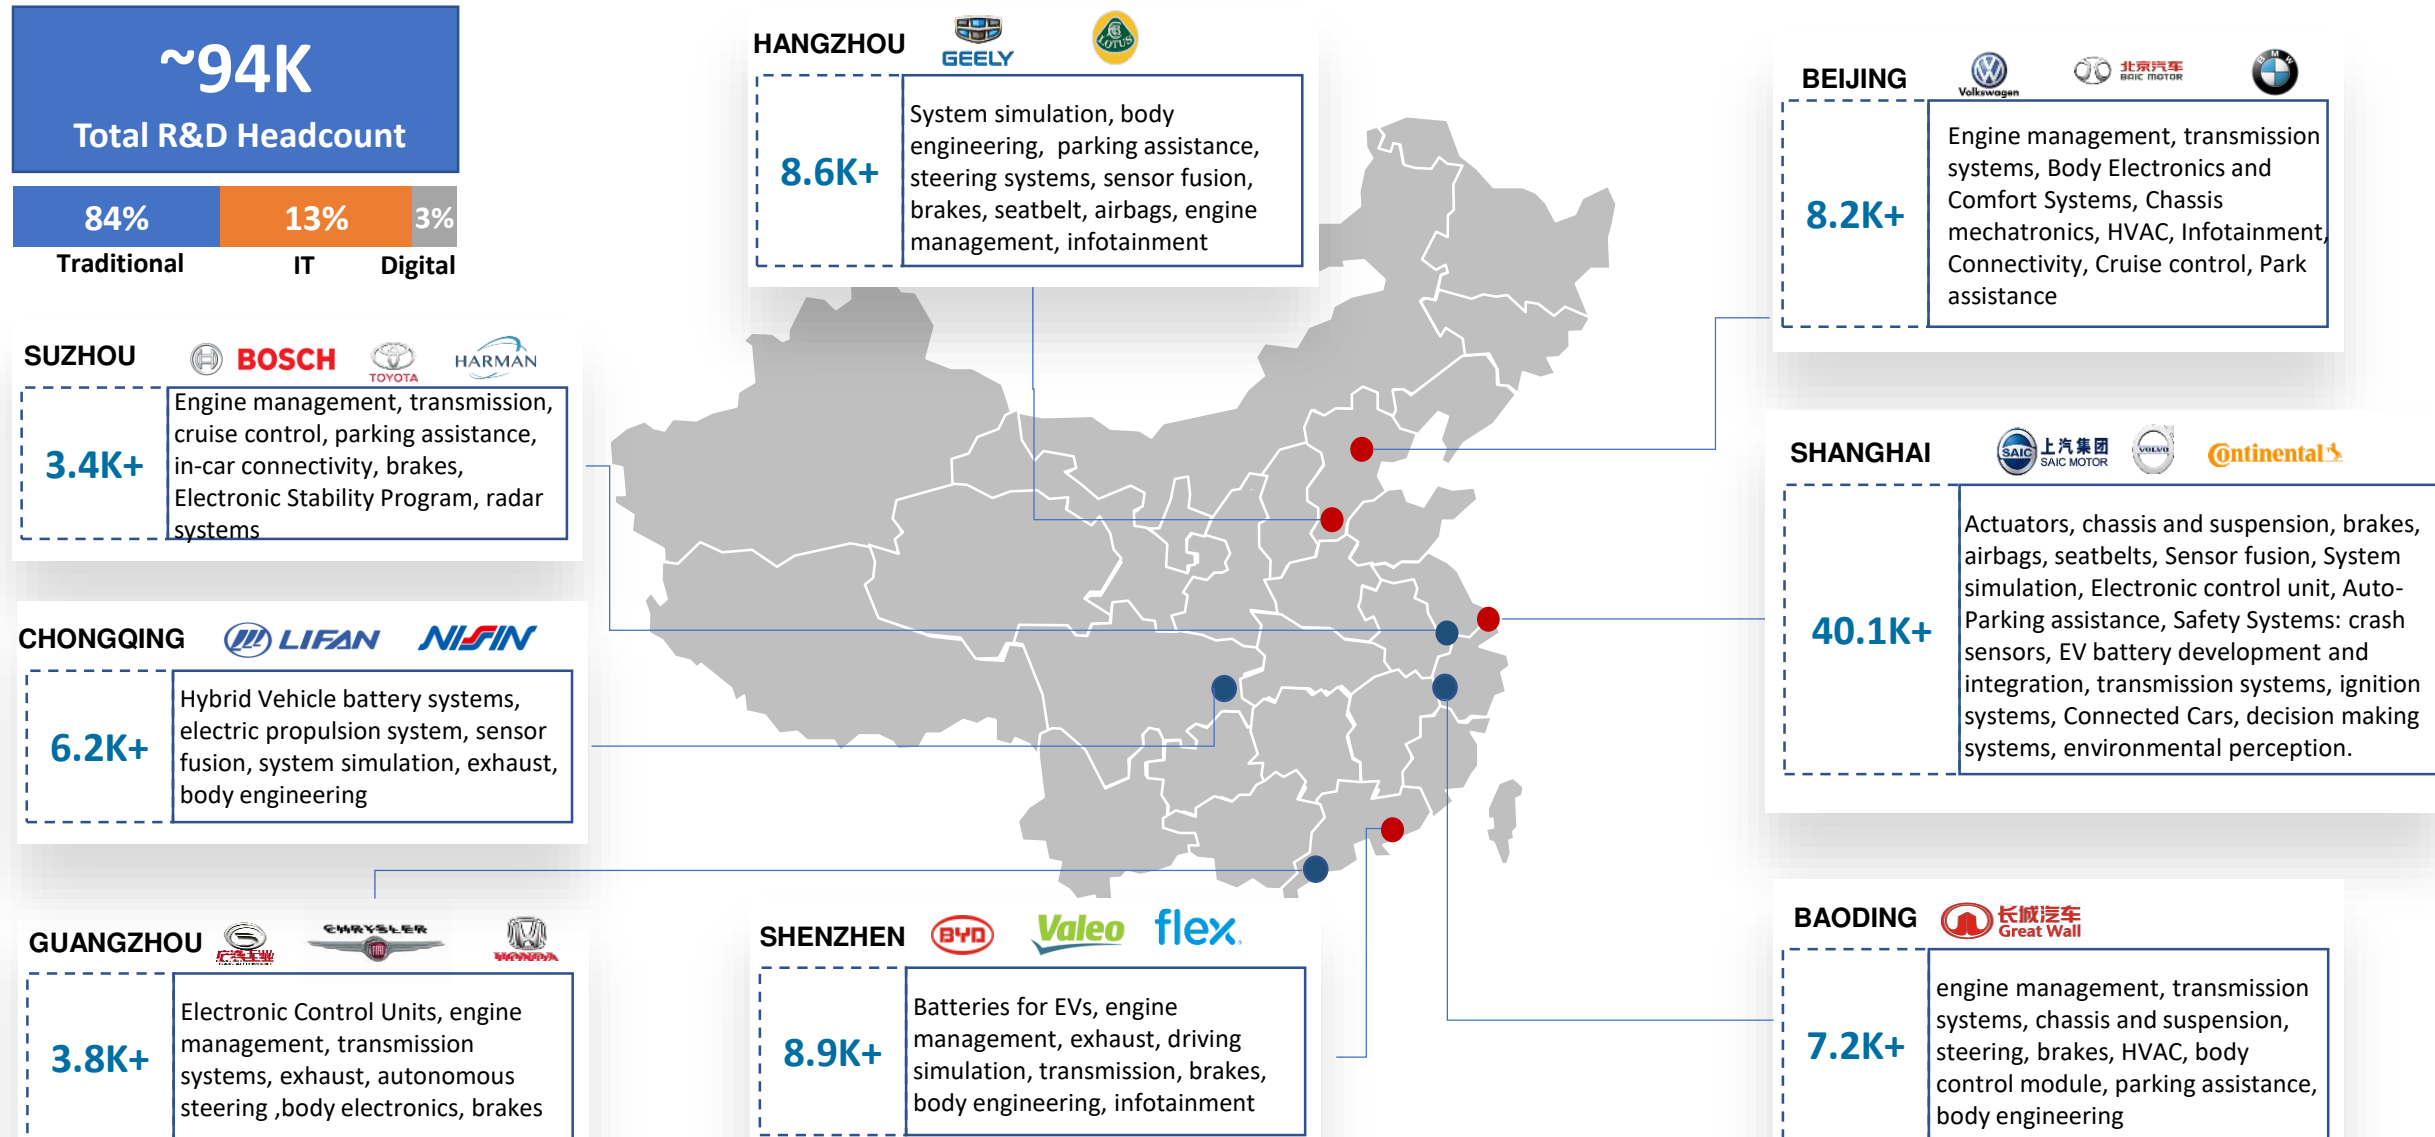 ~94K
Total R&D Headcount
84%
13%
3%
Traditional
IT
Digital
HANGZHOU
GEELY
LOTUS
8.6K+
System simulation, body
engineering, parking assistance,
steering systems, sensor fusion,
brakes, seatbelt, airbags, engine
management, infotainment
BEIJING
Volkswagen
北京汽车
BAIC MOTOR
BMW
8.2K+
Engine management, transmission
systems, Body Electronics and
Comfort Systems, Chassis
mechatronics, HVAC, Infotainment,
Connectivity, Cruise control, Park
assistance
SUZHOU
BOSCH
TOYOTA
HARMAN
3.4K+
Engine management, transmission,
cruise control, parking assistance,
in-car connectivity, brakes,
Electronic Stability Program, radar
systems
SHANGHAI
SAIC
上汽集团
SAIC MOTOR
VOLVO
Continental
40.1K+
Actuators, chassis and suspension, brakes,
airbags, seatbelts, Sensor fusion, System
simulation, Electronic control unit, Auto-
Parking assistance, Safety Systems: crash
sensors, EV battery development and
integration, transmission systems, ignition
systems, Connected Cars, decision making
systems, environmental perception.
CHONGQING
LIFAN
NISSIN
6.2K+
Hybrid Vehicle battery systems,
electric propulsion system, sensor
fusion, system simulation, exhaust,
body engineering
GUANGZHOU
CHRYSLER
HONDA
3.8K+
Electronic Control Units, engine
management, transmission
systems, exhaust, autonomous
steering ,body electronics, brakes
SHENZHEN
BYD
Valeo
flex.
8.9K+
Batteries for EVs, engine
management, exhaust, driving
simulation, transmission, brakes,
body engineering, infotainment
BAODING
长城汽车
Great Wall
7.2K+
engine management, transmission
systems, chassis and suspension,
steering, brakes, HVAC, body
control module, parking assistance,
body engineering